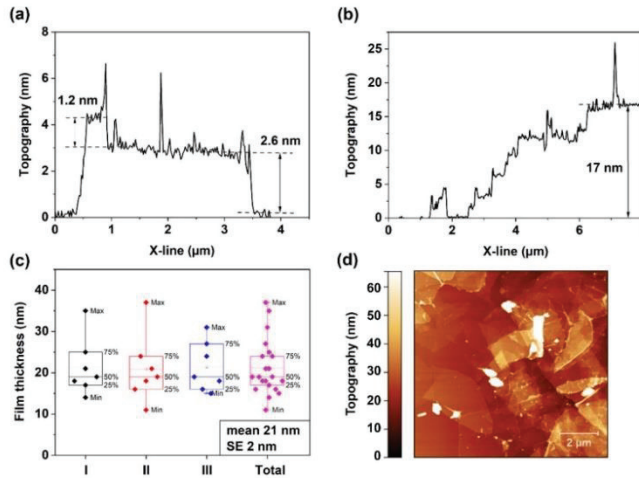 (a)
8
6
4
2
0
Topography (nm)
1.2 nm
2.6 nm
0 1 2 3 4
X-line (μm)
(b)
25
20
15
10
5
0
Topography (nm)
17 nm
0 2 4 6
X-line (μm)
(c)
40
30
20
10
0
Film thickness (nm)
Max
75%
50%
25%
Min
Max
75%
50%
25%
Min
Max
75%
50%
25%
Min
Max
75%
50%
25%
Min
mean 21 nm
SE 2 nm
I II III Total
(d)
60
50
40
30
20
10
0
Topography (nm)
2 μm